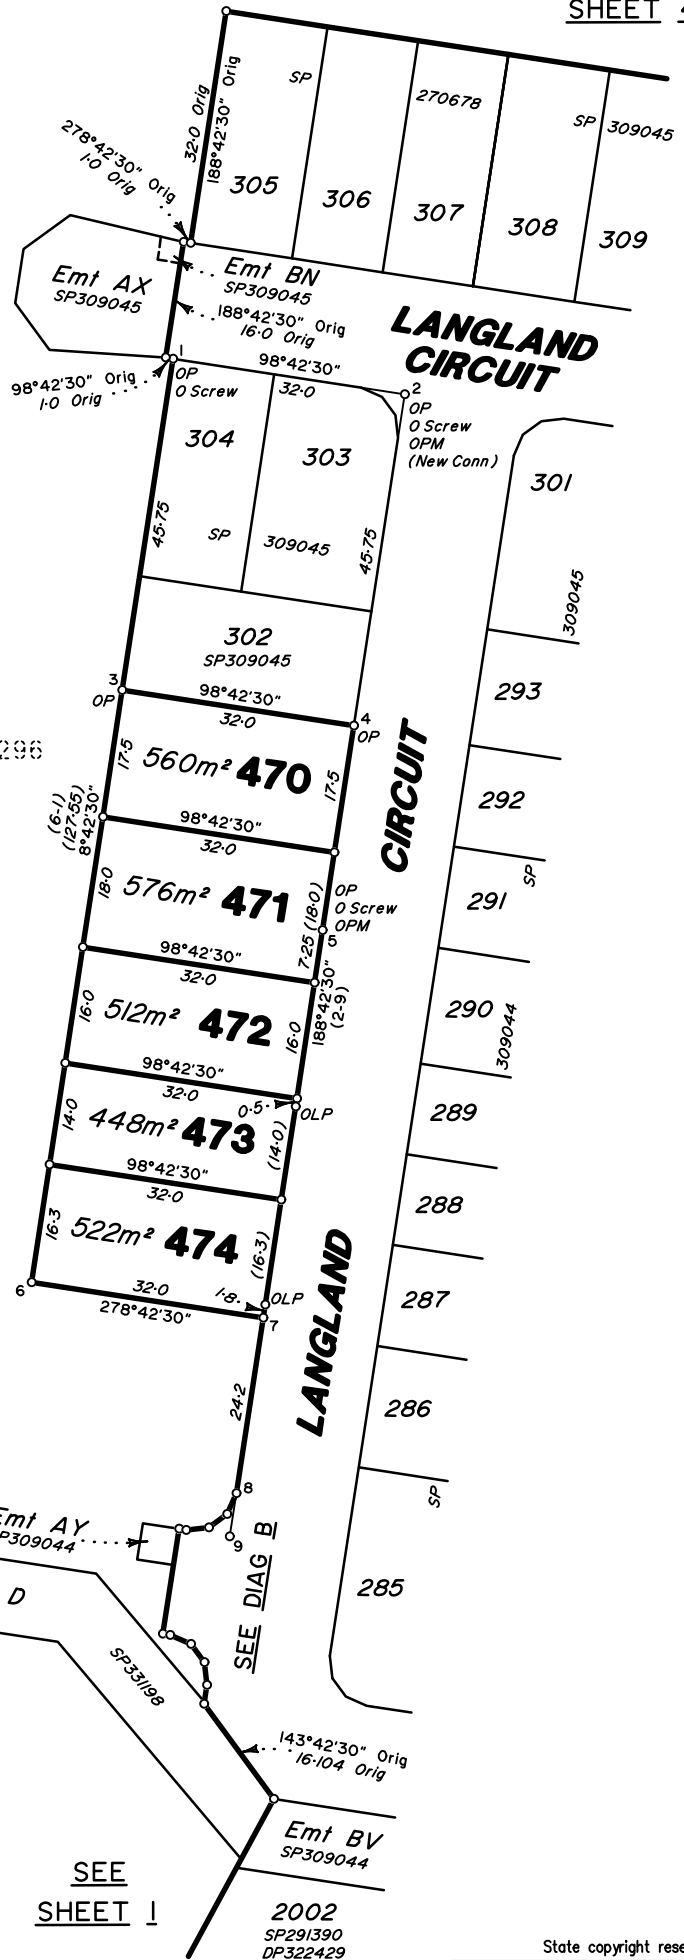 SHEET
32.0 Orig
188°42'30" Orig
SP
270678
SP 309045
278°42'30" Orig
1.0 Orig
305
306
307
308
309
Emt AX
SP309045
Emt BN
SP309045
188°42'30" Orig
16.0 Orig
LANGLAND
CIRCUIT
98°42'30" Orig
1.0 Orig
1
98°42'30"
32.0
2
OP
O Screw
OP
O Screw
OPM
(New Conn)
304
303
301
45.75
SP
309045
45.75
309045
302
SP309045
293
3
OP
98°42'30"
32.0
4
OP
296
17.5
560m² 470
17.5
CIRCUIT
292
(6-1)
(127.55)
8°42'30"
98°42'30"
32.0
SP
18.0
576m² 471
7.25 (18.0)
OP
O Screw
OPM
5
291
98°42'30"
32.0
188°42'30"
(2-9)
16.0
512m² 472
16.0
290
309044
98°42'30"
32.0
0.5
OLP
289
14.0
448m² 473
(14.0)
98°42'30"
32.0
288
16.3
522m² 474
(16.3)
LANGLAND
6
32.0
278°42'30"
1.8
OLP
7
287
24.2
286
8
SP
Emt AY
P309044
9
SEE DIAG B
285
D
SP331198
143°42'30" Orig
16.104 Orig
Emt BV
SP309044
SEE
SHEET 1
2002
SP291390
DP322429
State copyright rese